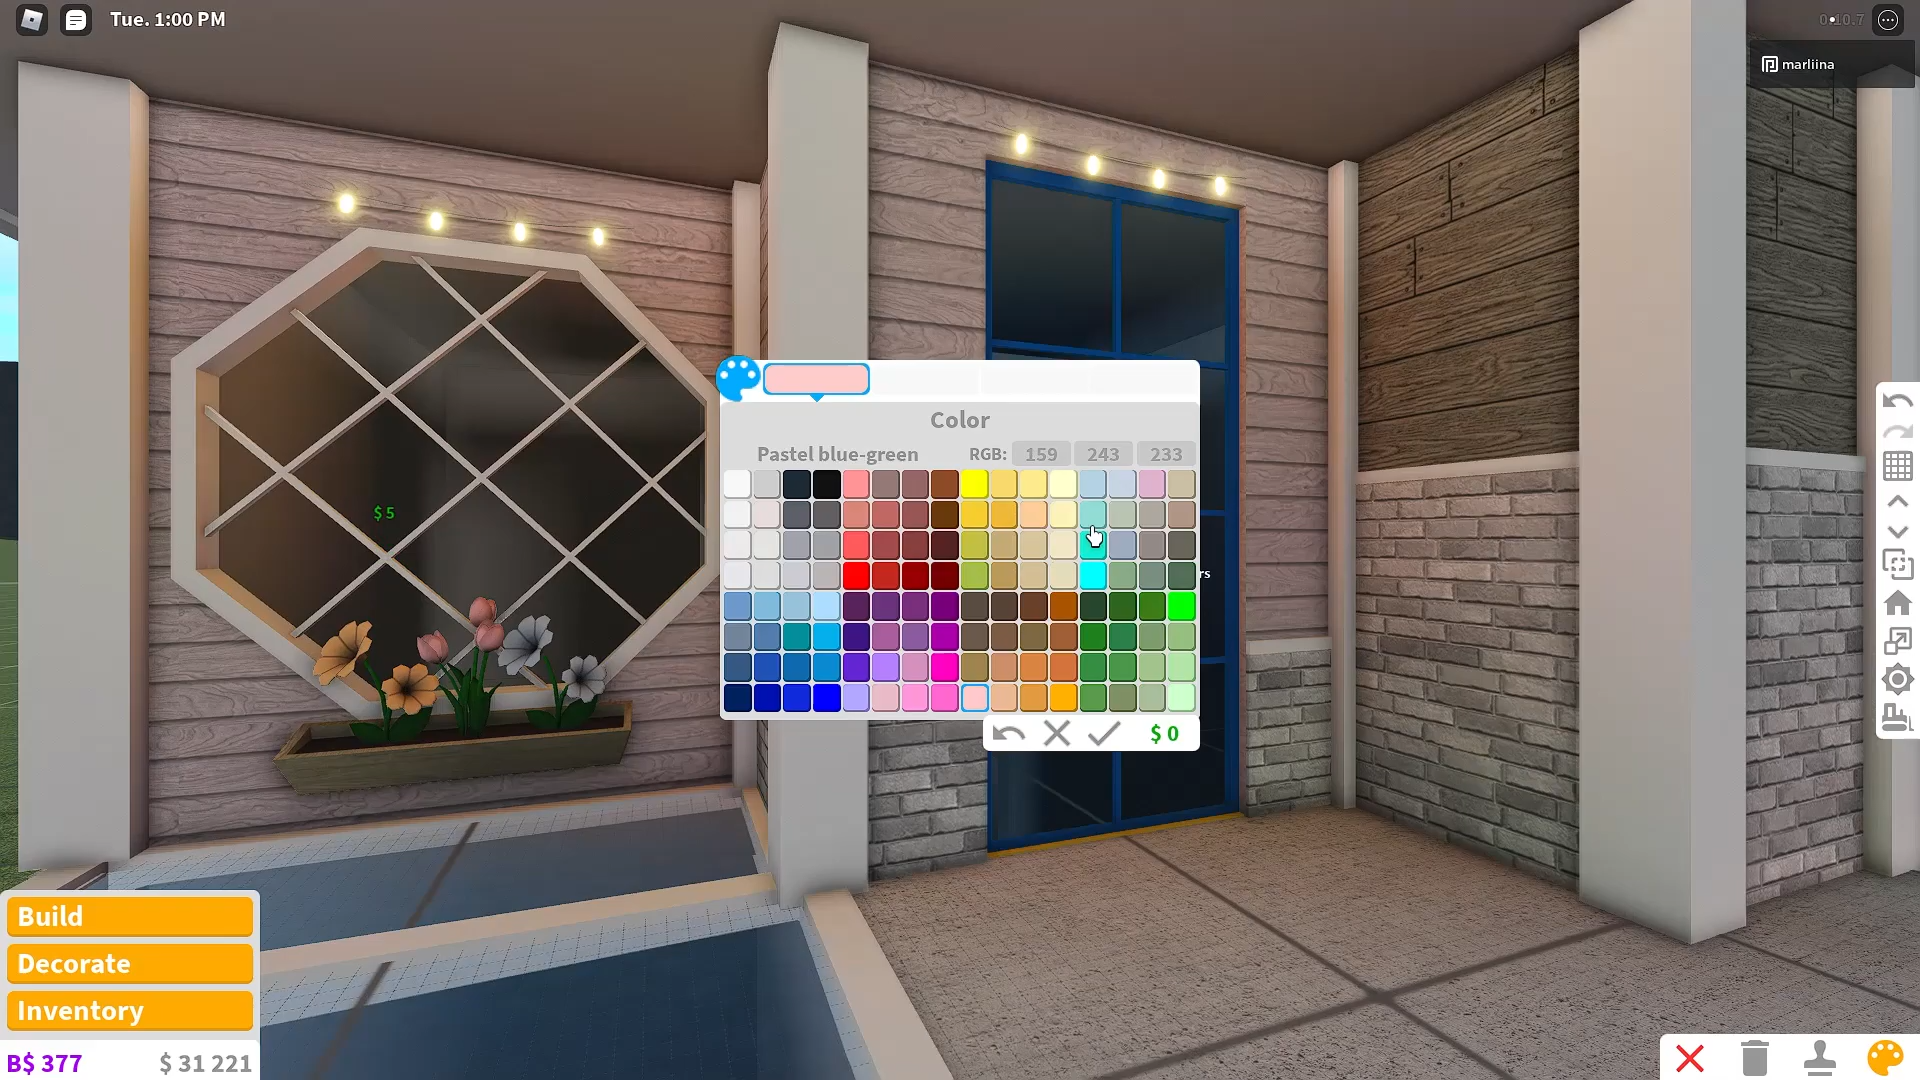 Tue. 1:00 PM
marliina
Color
Pastel blue-green RGB: 159 243 233
$ 5
rs
$ 0
Build
Decorate
Inventory
B$ 377 $ 31 221